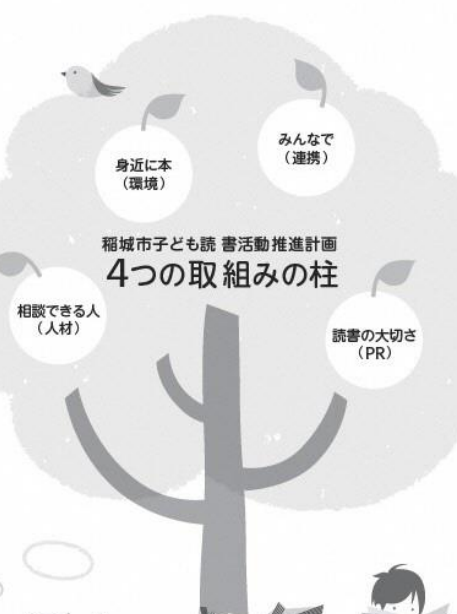 みんなで
（連携）
身近に本
（環境）
稲城市子ども読 書活動推進計画
4つの取組みの柱
相談できる人
（人材）
読書の大切さ
（PR）